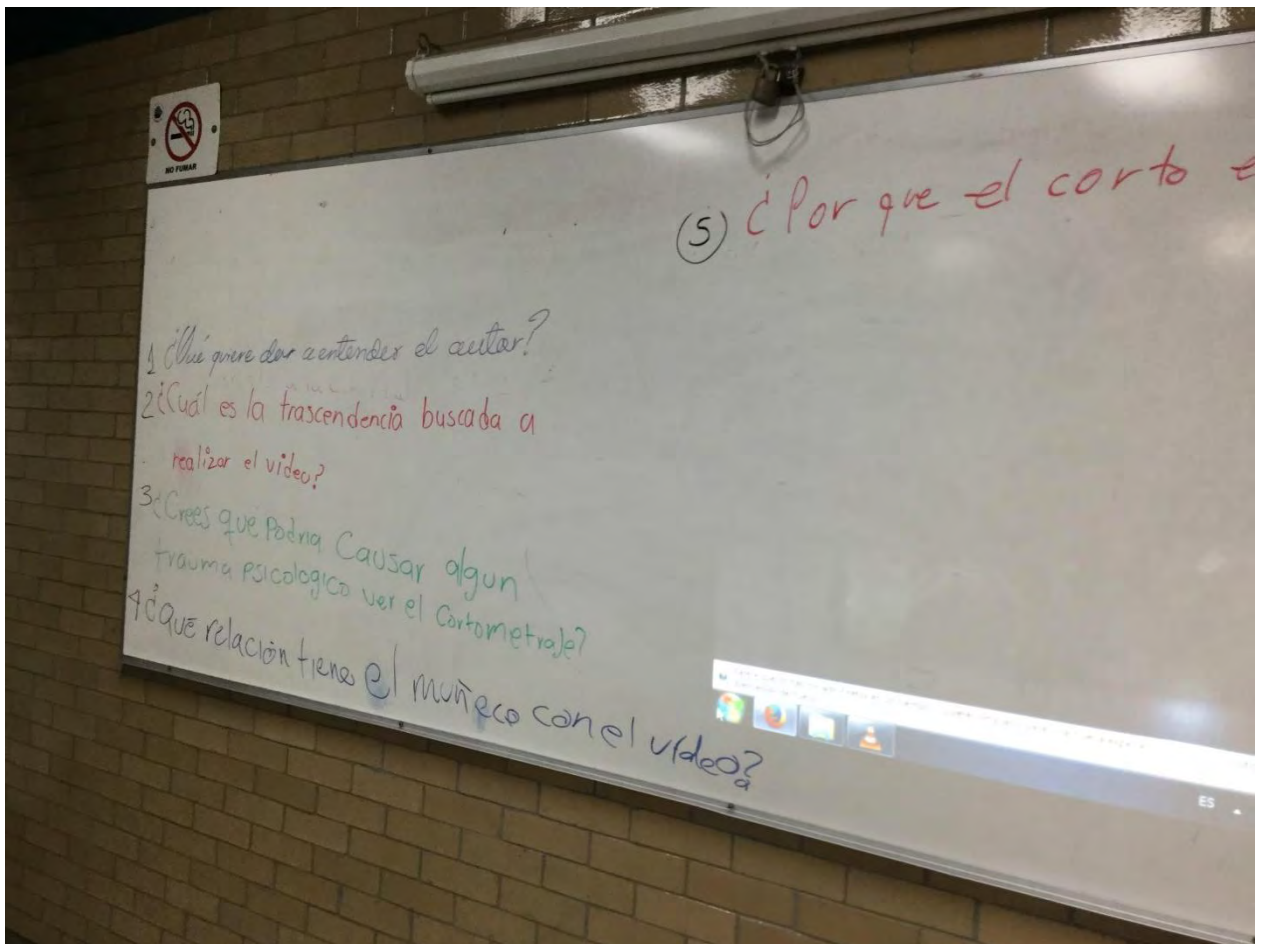 NO FUMAR
(5) ¿Por que el corto e
1 ¿Qué quiere dar a entender el autor?
2 ¿Cuál es la trascendencia buscada a
realizar el video?
3 ¿Crees que Podria Causar algun
trauma Psicologico ver el Cortometraje?
4 ¿Que relación tiene el muñeco con el vídeo?
ES